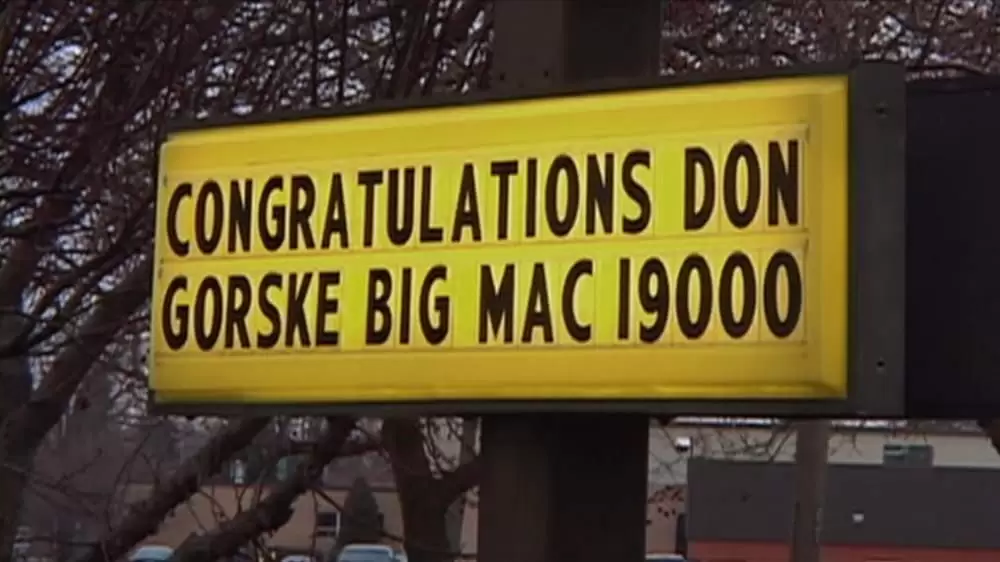 CONGRATULATIONS DON
GORSKE BIG MAC 19000